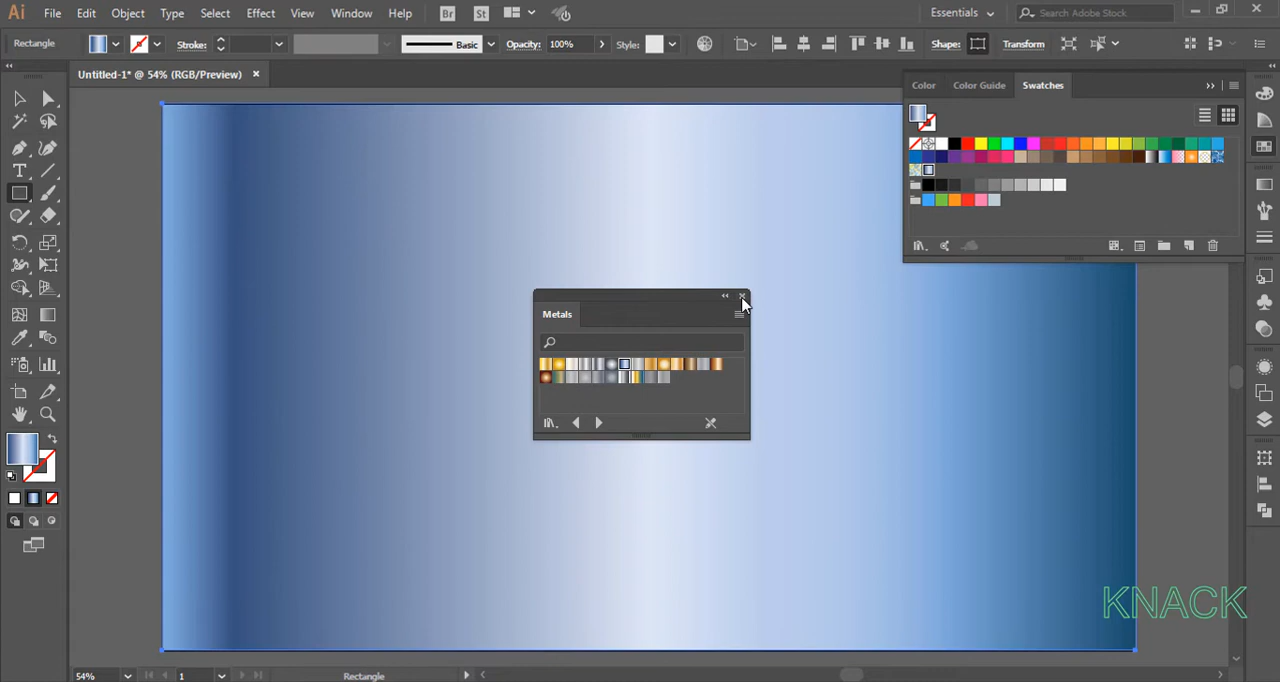 Ai File Edit Object Type Select Effect View Window Help Br St Essentials Search Adobe Stock
Rectangle Stroke: Basic Opacity: 100% Style: Shape: Transform
Untitled-1* @ 54% (RGB/Preview)
Color Color Guide Swatches
Metals
KNACK
54% 1 Rectangle